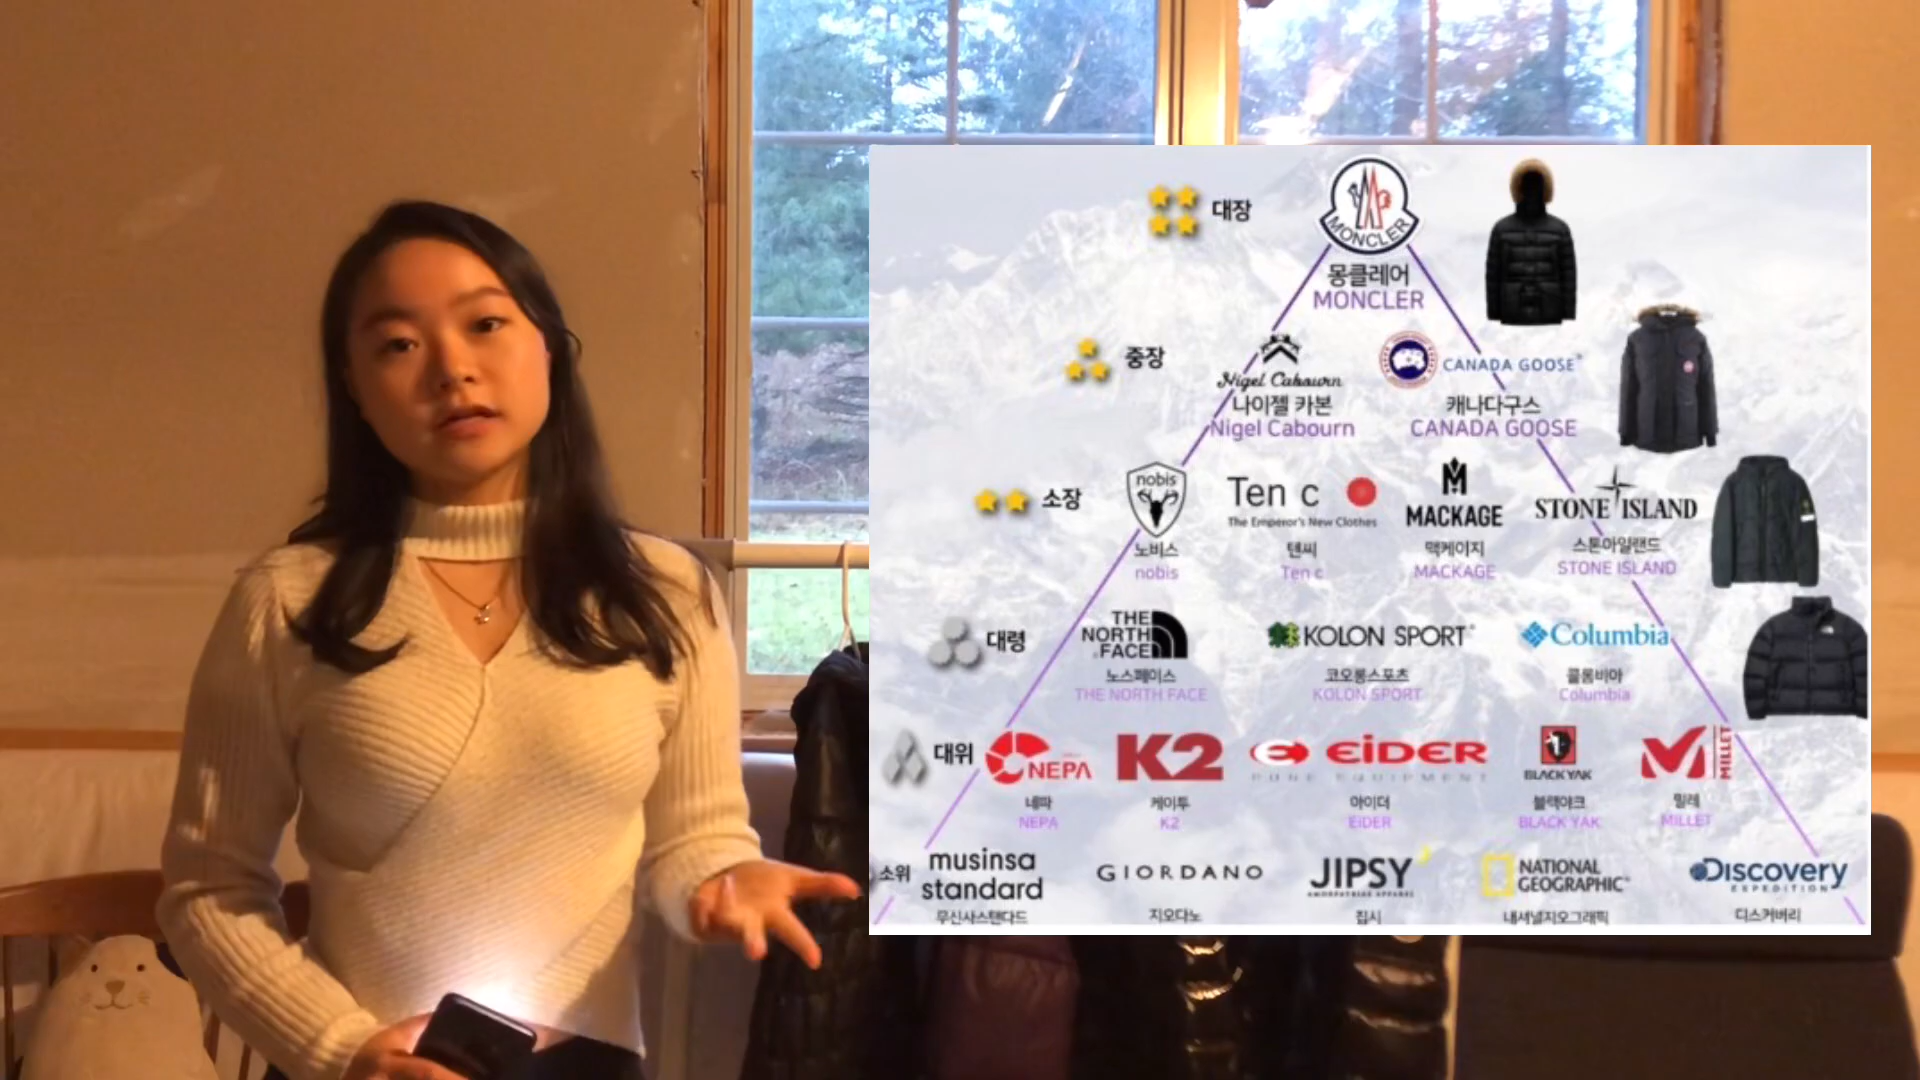 대장
MONCLER
몽클레어
MONCLER
중장
Nigel Cabourn
나이젤 카본
Nigel Cabourn
CANADA GOOSE®
캐나다구스
CANADA GOOSE
소장
nobis
노비스
nobis
Ten c
The Emperor's New Clothes
텐씨
Ten c
MACKAGE
맥케이지
MACKAGE
STONE ISLAND
스톤아일랜드
STONE ISLAND
대령
THE
NORTH
FACE
노스페이스
THE NORTH FACE
KOLON SPORT
코오롱스포츠
KOLON SPORT
Columbia
콜롬비아
Columbia
대위
NEPA
네파
NEPA
K2
케이투
K2
EiDER
PURE EQUIPMENT
아이더
EiDER
BLACK YAK
블랙야크
BLACK YAK
MILLET
밀레
MILLET
소위
musinsa
standard
무신사스탠다드
GIORDANO
지오다노
JIPSY
집시
NATIONAL
GEOGRAPHIC
내셔널지오그래픽
Discovery
EXPEDITION
디스커버리